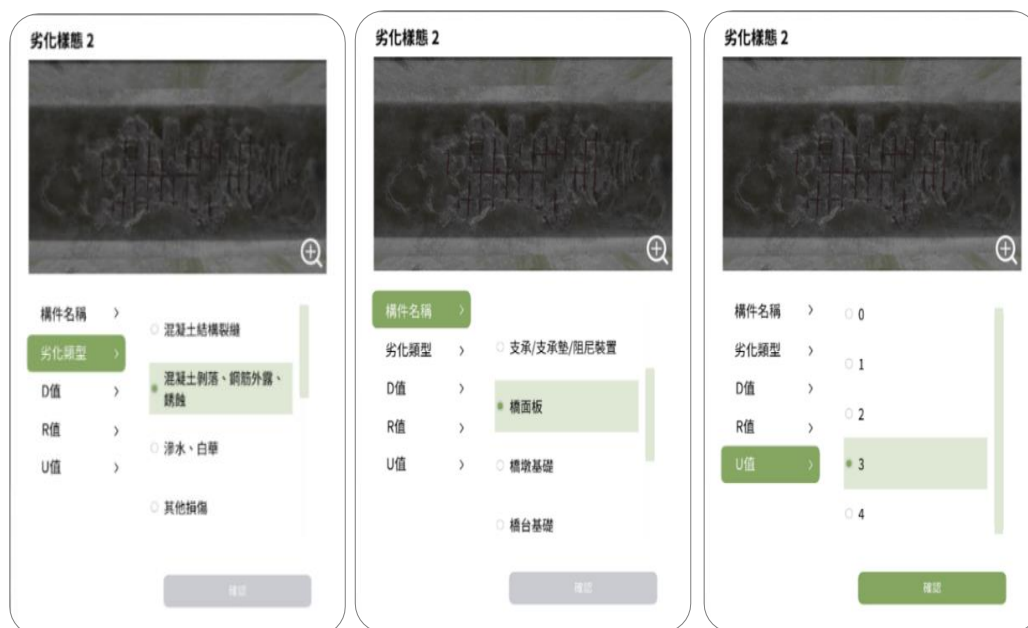 劣化樣態 2
構件名稱 >
劣化類型 >
D值 >
R值 >
U值 >
混凝土結構裂縫
混凝土剝落、鋼筋外露、
銹蝕
滲水、白華
其他損傷
確認
劣化樣態 2
構件名稱 >
劣化類型 >
D值 >
R值 >
U值 >
支承/支承墊/阻尼裝置
橋面板
橋墩基礎
橋台基礎
確認
劣化樣態 2
構件名稱 >
劣化類型 >
D值 >
R值 >
U值 >
0
1
2
3
4
確認